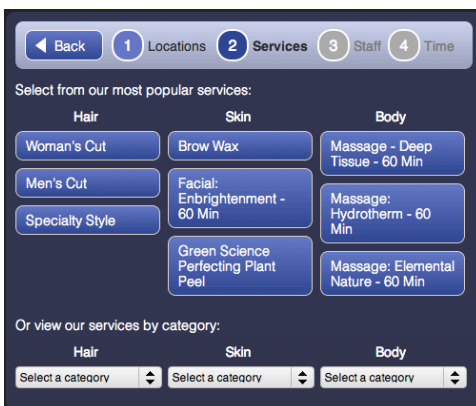 Back 1 Locations 2 Services 3 Staff 4 Time
Select from our most popular services:
Hair Skin Body
Woman's Cut
Men's Cut
Specialty Style
Brow Wax
Facial:
Enbrightenment -
60 Min
Green Science
Perfecting Plant
Peel
Massage - Deep
Tissue - 60 Min
Massage:
Hydrotherm - 60
Min
Massage: Elemental
Nature - 60 Min
Or view our services by category:
Hair Skin Body
Select a category Select a category Select a category